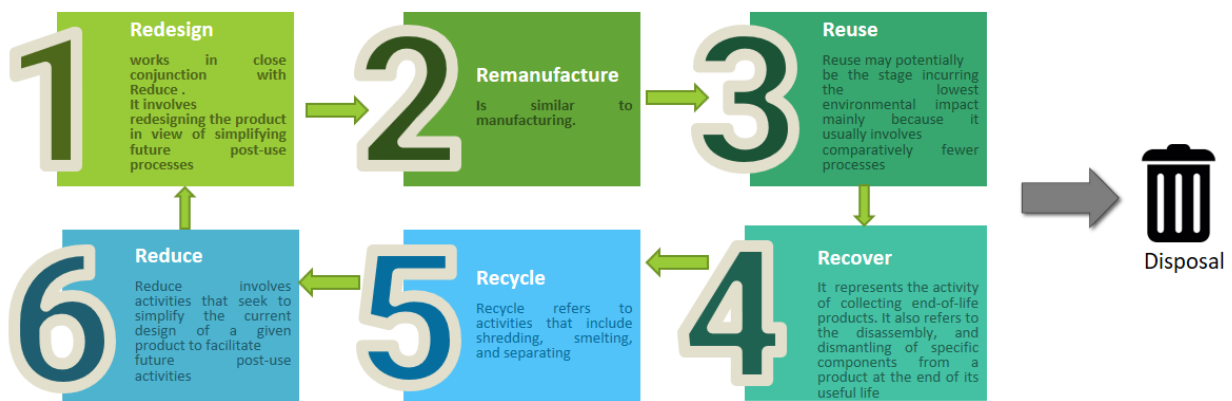 1
Redesign
works in close
conjunction with
Reduce .
It involves
redesigning the product
in view of simplifying
future post-use
processes
2
Remanufacture
Is similar to
manufacturing.
3
Reuse
Reuse may potentially
be the stage incurring
the lowest
environmental impact
mainly because it
usually involves
comparatively fewer
processes
4
Recover
It represents the activity
of collecting end-of-life
products. It also refers to
the disassembly, and
dismantling of specific
components from a
product at the end of its
useful life
5
Recycle
Recycle refers to
activities that include
shredding, smelting,
and separating
6
Reduce
Reduce involves
activities that seek to
simplify the current
design of a given
product to facilitate
future post-use
activities
Disposal